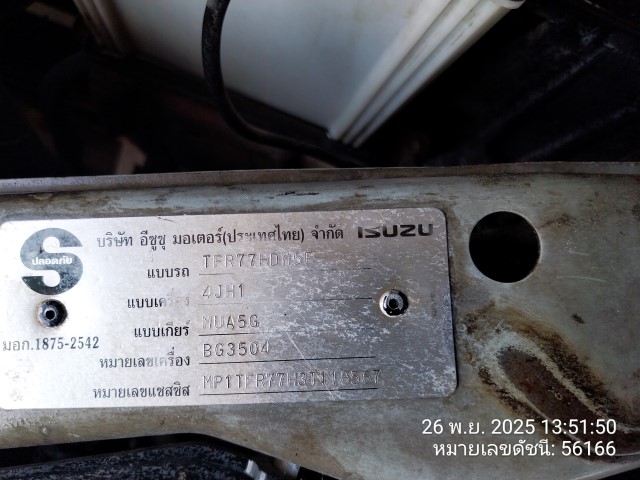 บริษัท อีซูซุ มอเตอร์(ประเทศไทย) จำกัด ISUZU
S
ปลอดภัย
แบบรถ
แบบเครื่อง 4JH1
แบบเกียร์ MUA5G
มอก.1875-2542
หมายเลขเครื่อง BG3504
หมายเลขแชสซิส
26 พ.ย. 2025 13:51:50
หมายเลขดัชนี: 56166